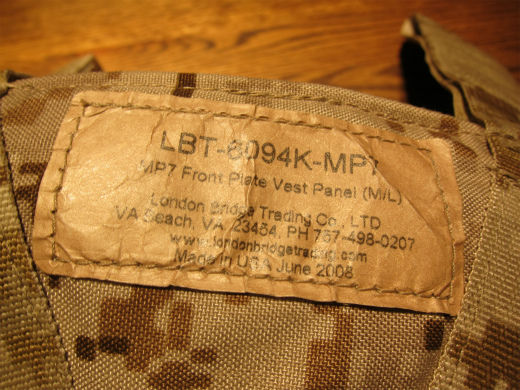 LBT-6094K-MP7
MP7 Front Plate Vest Panel (M/L)
London Bridge Trading Co., LTD
VA Beach, VA 23454, PH 757-498-0207
www.londonbridgetrading.com
Made in USA June 2008